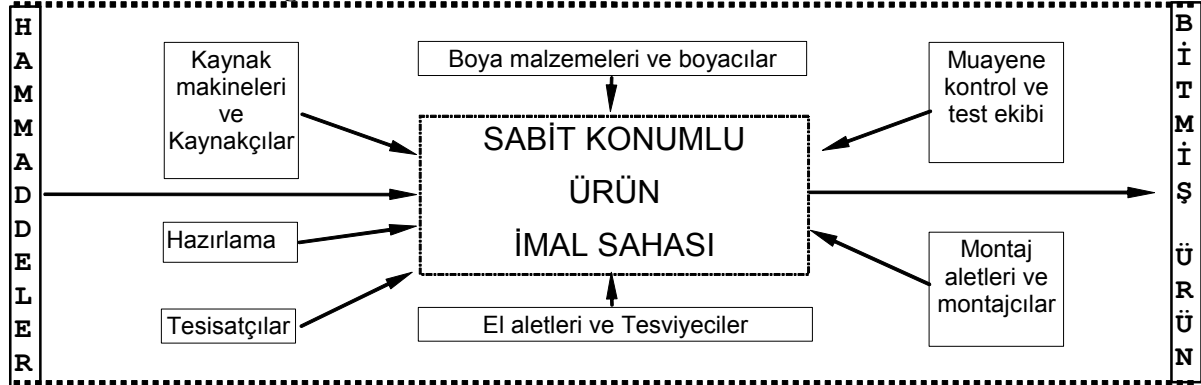 HAMMADDELER
Kaynak
makineleri
ve
Kaynakçılar
Boya malzemeleri ve boyacılar
Muayene
kontrol ve
test ekibi
SABİT KONUMLU
ÜRÜN
İMAL SAHASI
Hazırlama
Tesisatçılar
El aletleri ve Tesviyeciler
Montaj
aletleri ve
montajcılar
BİTMİŞ ÜRÜN